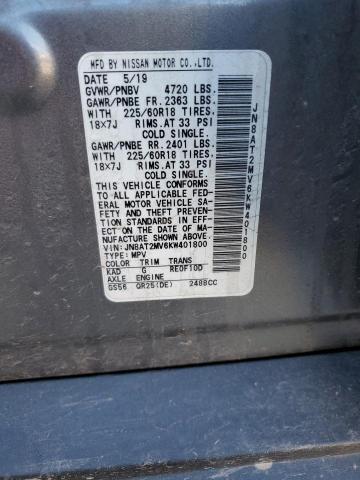 MFD BY NISSAN MOTOR CO.,LTD.
DATE 5/19
GVWR/PNBV 4720 LBS.
GAWR/PNBE FR. 2363 LBS.
WITH 225/60R18 TIRES.
18X7J RIMS.AT 33 PSI
COLD SINGLE.
GAWR/PNBE RR. 2401 LBS.
WITH 225/60R18 TIRES.
18X7J RIMS.AT 33 PSI
COLD SINGLE.
THIS VEHICLE CONFORMS
TO ALL APPLICABLE FED-
ERAL MOTOR VEHICLE SA-
FETY AND THEFT PREVEN-
TION STANDARDS IN EFF-
ECT ON THE DATE OF MA-
NUFACTURE SHOWN ABOVE.
VIN:JN8AT2MV6KW401800
TYPE:MPV
COLOR TRIM TRANS
KAD G RE0F10D
AXLE ENGINE
GS56 QR25(DE) 2488CC
JN8AT2MV6KW401800